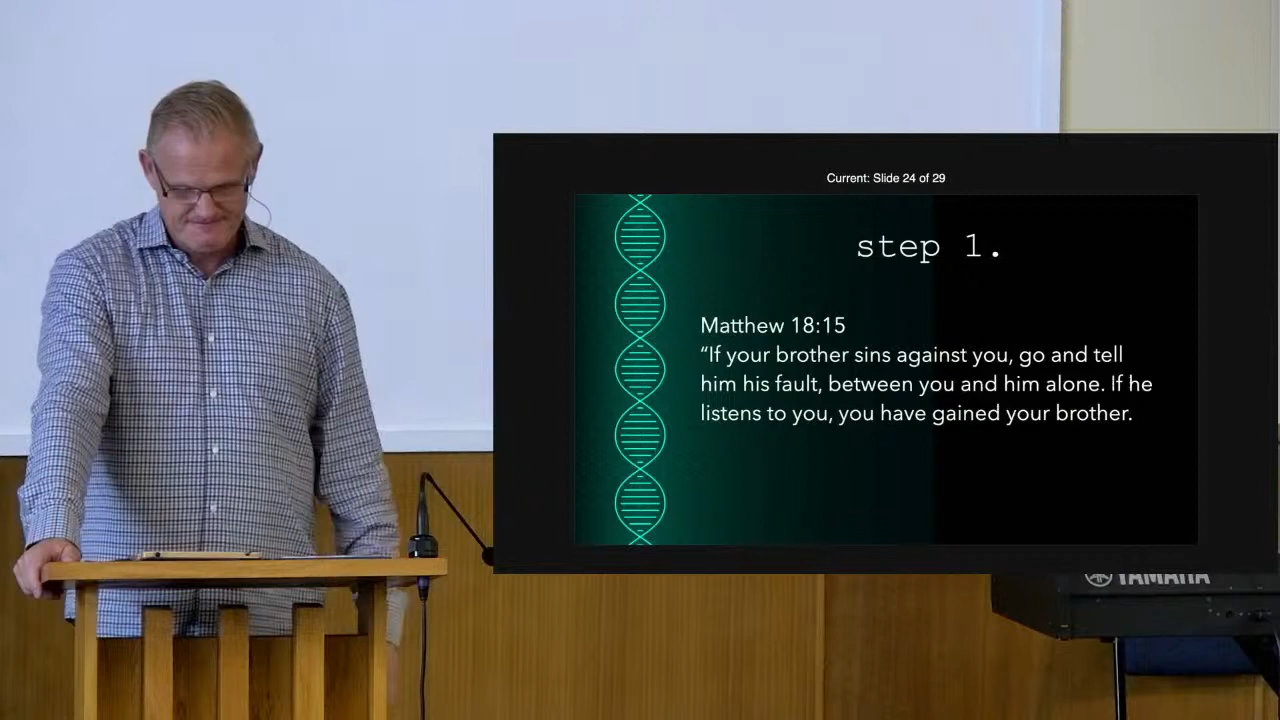 Current: Slide 24 of 29
step 1.
Matthew 18:15
“If your brother sins against you, go and tell
him his fault, between you and him alone. If he
listens to you, you have gained your brother.
YAMAHA